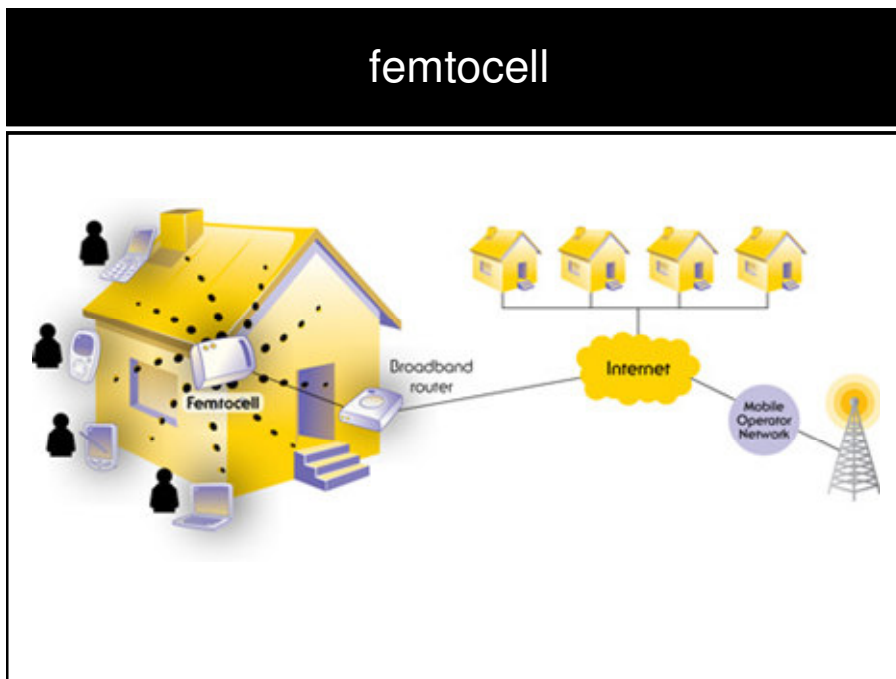 femtocell
Femtocell
Broadband
router
Internet
Mobile
Operator
Network